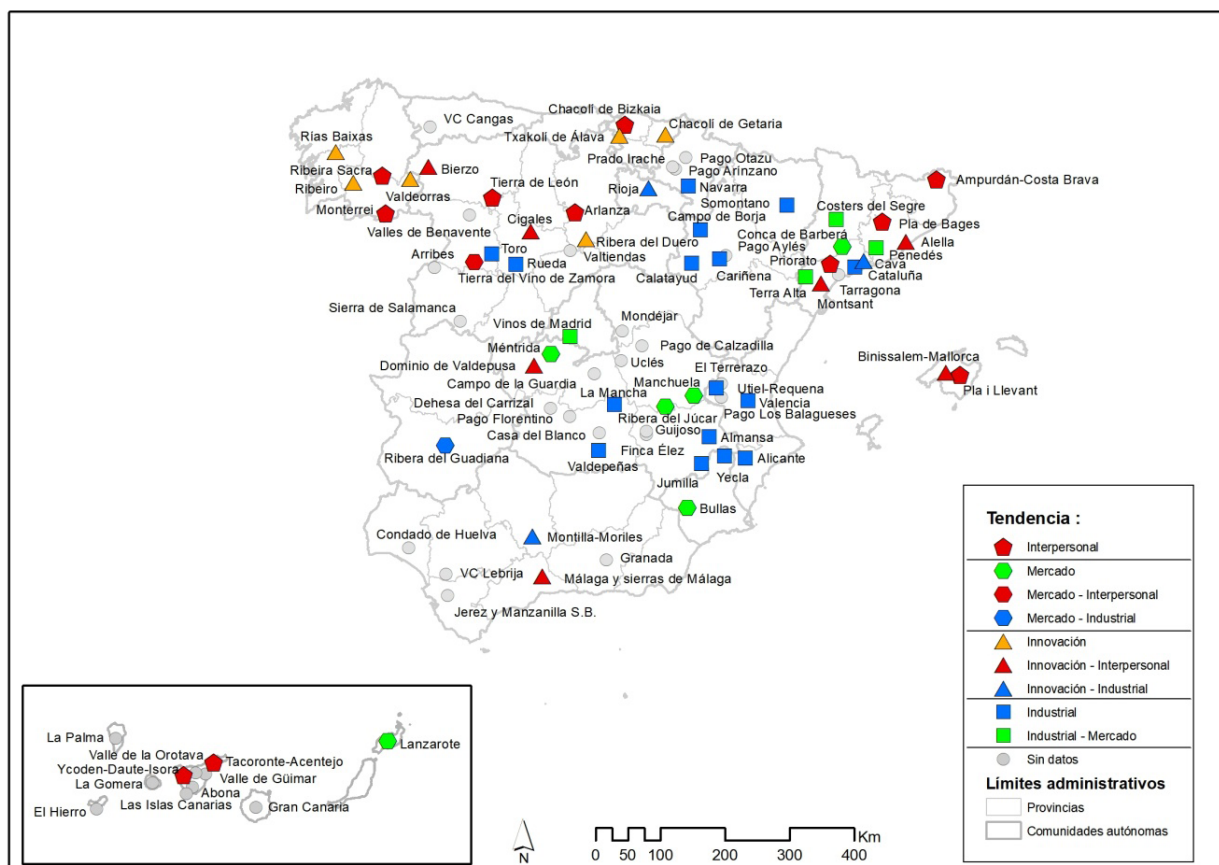 Chacolí de Bizkaia
VC Cangas
Chacolí de Getaria
Rías Baixas
Txakolí de Álava
Prado Irache
Pago Otazu
Ribeira Sacra
Bierzo
Pago Arínzano
Ribeiro
Valdeorras
Tierra de León
Rioja
Navarra
Ampurdán-Costa Brava
Somontano
Costers del Segre
Monterrei
Arlanza
Campo de Borja
Pla de Bages
Valles de Benavente
Cigales
Conca de Barberá
Alella
Ribera del Duero
Pago Aylés
Penedés
Arribes
Toro
Valtiendas
Priorato
Cava
Rueda
Cataluña
Tierra del Vino de Zamora
Calatayud
Cariñena
Tarragona
Terra Alta
Montsant
Sierra de Salamanca
Mondéjar
Vinos de Madrid
Méntrida
Pago de Calzadilla
Binissalem-Mallorca
Dominio de Valdepusa
Uclés
El Terrerazo
Campo de la Guardia
Manchuela
Utiel-Requena
Pla i Llevant
La Mancha
Dehesa del Carrizal
Valencia
Pago Florentino
Ribera del Júcar
Pago Los Balagueses
Casa del Blanco
Guijoso
Almansa
Ribera del Guadiana
Finca Élez
Valdepeñas
Alicante
Yecla
Jumilla
Bullas
Condado de Huelva
Montilla-Moriles
Granada
VC Lebrija
Málaga y sierras de Málaga
Jerez y Manzanilla S.B.
La Palma
Valle de la Orotava
Tacoronte-Acentejo
Lanzarote
Ycoden-Daute-Isora
Valle de Güimar
La Gomera
Abona
El Hierro
Las Islas Canarias
Gran Canaria
N
Km
0 50 100 200 300 400
Tendencia :
Interpersonal
Mercado
Mercado - Interpersonal
Mercado - Industrial
Innovación
Innovación - Interpersonal
Innovación - Industrial
Industrial
Industrial - Mercado
Sin datos
Límites administrativos
Provincias
Comunidades autónomas